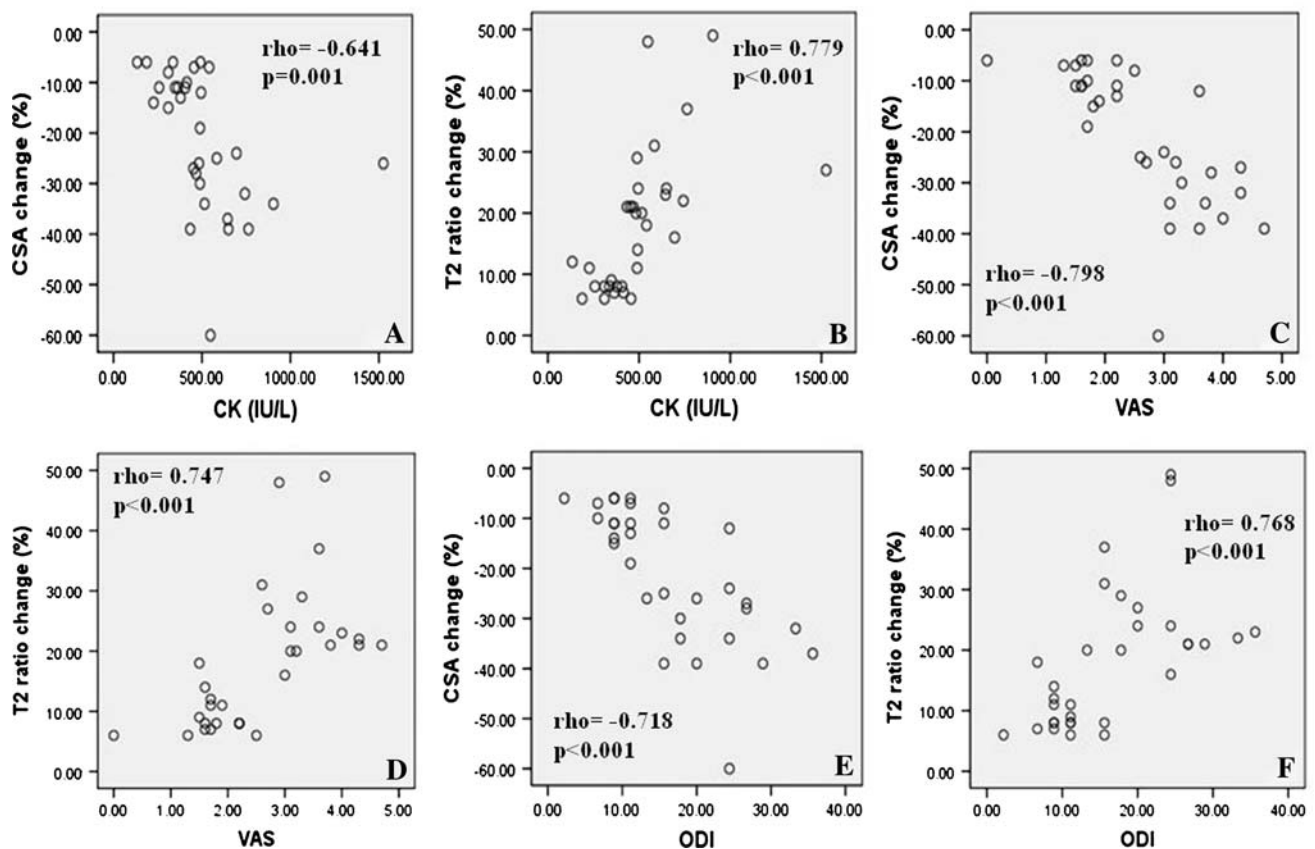 0.00
-10.00
-20.00
-30.00
-40.00
-50.00
-60.00
CSA change (%)
rho= -0.641
p=0.001
A
0.00 500.00 1000.00 1500.00
CK (IU/L)
50.00
40.00
30.00
20.00
10.00
0.00
T2 ratio change (%)
rho= 0.779
p<0.001
B
0.00 500.00 1000.00 1500.00
CK (IU/L)
0.00
-10.00
-20.00
-30.00
-40.00
-50.00
-60.00
CSA change (%)
rho= -0.798
p<0.001
C
0.00 1.00 2.00 3.00 4.00 5.00
VAS
50.00
40.00
30.00
20.00
10.00
0.00
T2 ratio change (%)
rho= 0.747
p<0.001
D
0.00 1.00 2.00 3.00 4.00 5.00
VAS
0.00
-10.00
-20.00
-30.00
-40.00
-50.00
-60.00
CSA change (%)
rho= -0.718
p<0.001
E
0.00 10.00 20.00 30.00 40.00
ODI
50.00
40.00
30.00
20.00
10.00
0.00
T2 ratio change (%)
rho= 0.768
p<0.001
F
0.00 10.00 20.00 30.00 40.00
ODI